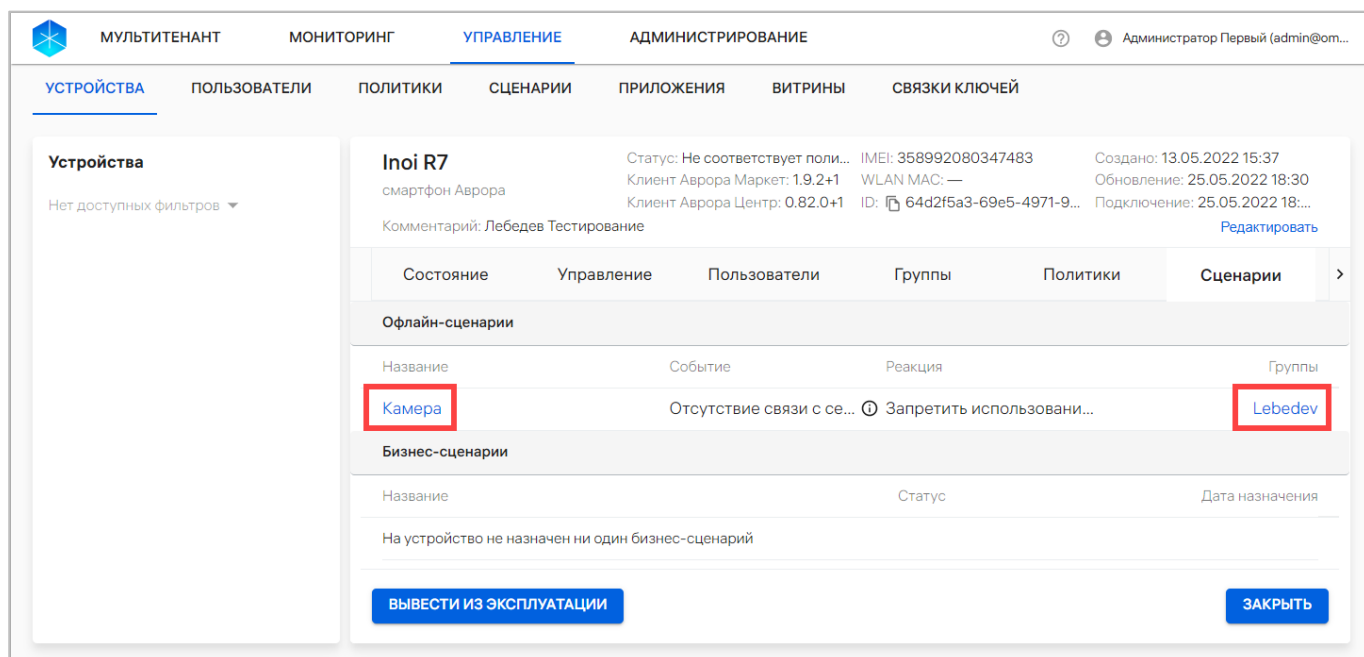 МУЛЬТИТЕНАНТ МОНИТОРИНГ УПРАВЛЕНИЕ АДМИНИСТРИРОВАНИЕ ? Администратор Первый (admin@om...
УСТРОЙСТВА ПОЛЬЗОВАТЕЛИ ПОЛИТИКИ СЦЕНАРИИ ПРИЛОЖЕНИЯ ВИТРИНЫ СВЯЗКИ КЛЮЧЕЙ
Устройства
Нет доступных фильтров
Inoi R7
смартфон Аврора
Статус: Не соответствует поли... IMEI: 358992080347483 Создано: 13.05.2022 15:37
Клиент Аврора Маркет: 1.9.2+1 WLAN MAC: — Обновление: 25.05.2022 18:30
Клиент Аврора Центр: 0.82.0+1 ID: 64d2f5a3-69e5-4971-9... Подключение: 25.05.2022 18:...
Комментарий: Лебедев Тестирование Редактировать
Состояние Управление Пользователи Группы Политики Сценарии
Офлайн-сценарии
Название Событие Реакция Группы
Камера Отсутствие связи с се... Запретить использовани... Lebedev
Бизнес-сценарии
Название Статус Дата назначения
На устройство не назначен ни один бизнес-сценарий
ВЫВЕСТИ ИЗ ЭКСПЛУАТАЦИИ ЗАКРЫТЬ